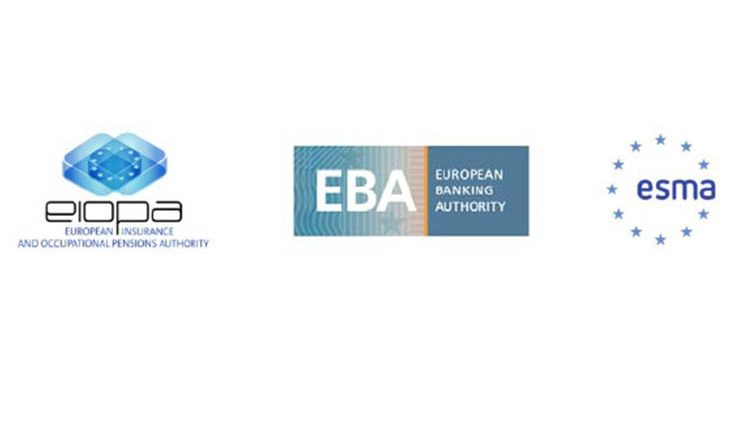 eiopa
EUROPEAN INSURANCE
AND OCCUPATIONAL PENSIONS AUTHORITY
EBA
EUROPEAN
BANKING
AUTHORITY
esma